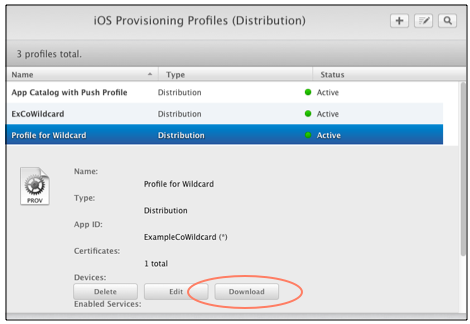 iOS Provisioning Profiles (Distribution)
3 profiles total.
Name Type Status
App Catalog with Push Profile Distribution Active
ExCoWildcard Distribution Active
Profile for Wildcard Distribution Active
PROV
Name:
Profile for Wildcard
Type:
Distribution
App ID:
ExampleCoWildcard (*)
Certificates:
1 total
Devices:
Delete Edit Download
Enabled Services: